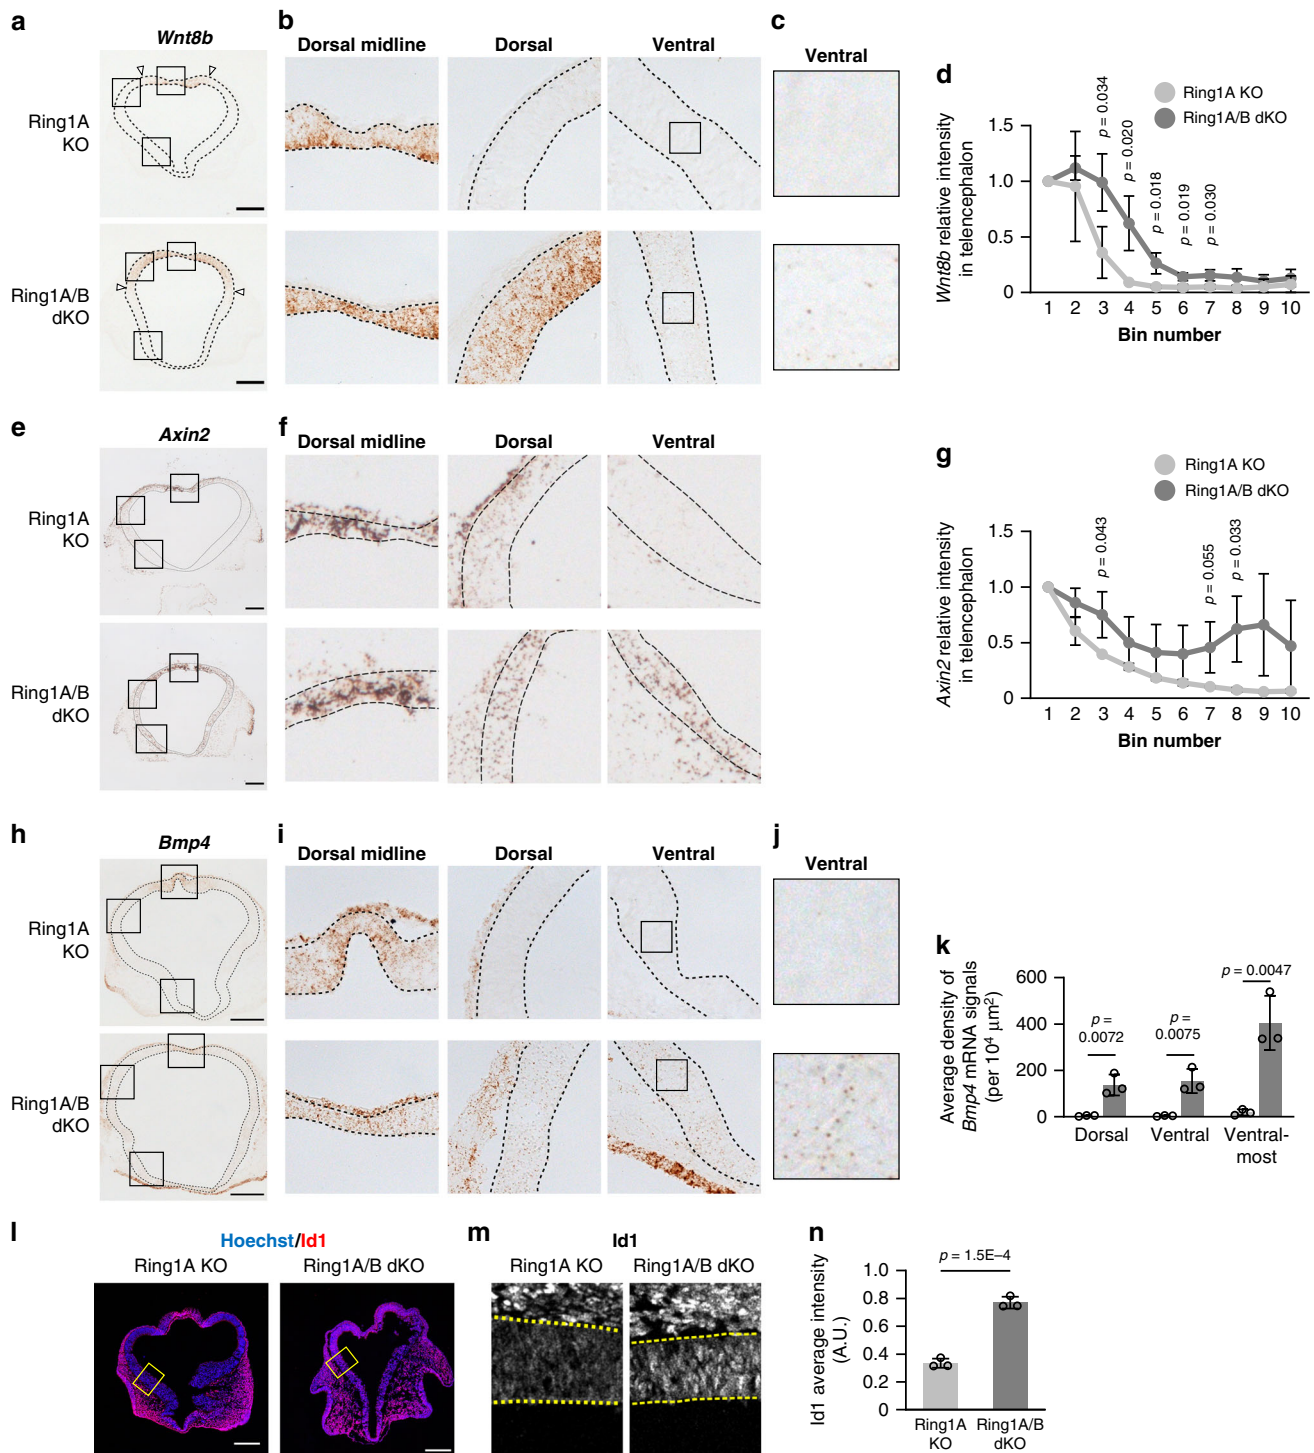 a
Wnt8b
Ring1A
KO
Ring1A/B
dKO
b
Dorsal midline
Dorsal
Ventral
c
Ventral
d
Ring1A KO
Ring1A/B dKO
Wnt8b relative intensity
in telencephalon
1.5
1.0
0.5
0
p = 0.034
p = 0.020
p = 0.018
p = 0.019
p = 0.030
1 2 3 4 5 6 7 8 9 10
Bin number
e
Axin2
Ring1A
KO
Ring1A/B
dKO
f
Dorsal midline
Dorsal
Ventral
g
Ring1A KO
Ring1A/B dKO
Axin2 relative intensity
in telencephalon
1.5
1.0
0.5
0
p = 0.043
p = 0.055
p = 0.033
1 2 3 4 5 6 7 8 9 10
Bin number
h
Bmp4
Ring1A
KO
Ring1A/B
dKO
i
Dorsal midline
Dorsal
Ventral
j
Ventral
k
Average density of
Bmp4 mRNA signals
(per 10⁴ μm²)
600
400
200
0
p =
0.0072
p =
0.0075
p = 0.0047
Dorsal
Ventral
Ventral-
most
l
Hoechst/Id1
Ring1A KO
Ring1A/B dKO
m
Id1
Ring1A KO
Ring1A/B dKO
n
p = 1.5E–4
Id1 average intensity
(A.U.)
1.0
0.8
0.6
0.4
0.2
0
Ring1A
KO
Ring1A/B
dKO